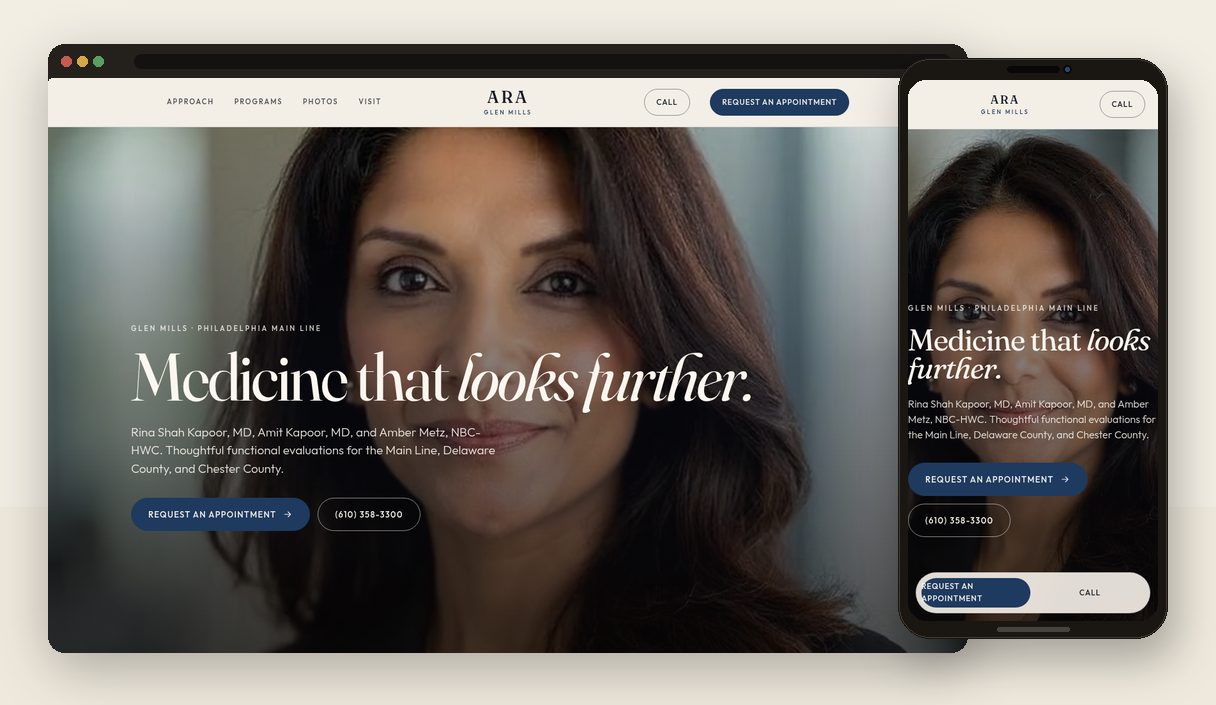 APPROACH PROGRAMS PHOTOS VISIT
ARA
GLEN MILLS
CALL
REQUEST AN APPOINTMENT
GLEN MILLS · PHILADELPHIA MAIN LINE
Medicine that looks further.
Rina Shah Kapoor, MD, Amit Kapoor, MD, and Amber Metz, NBC-
HWC. Thoughtful functional evaluations for the Main Line, Delaware
County, and Chester County.
REQUEST AN APPOINTMENT →
(610) 358-3300
ARA
GLEN MILLS
CALL
GLEN MILLS · PHILADELPHIA MAIN LINE
Medicine that looks
further.
Rina Shah Kapoor, MD, Amit Kapoor, MD, and Amber
Metz, NBC-HWC. Thoughtful functional evaluations for
the Main Line, Delaware County, and Chester County.
REQUEST AN APPOINTMENT →
(610) 358-3300
REQUEST AN
APPOINTMENT
CALL